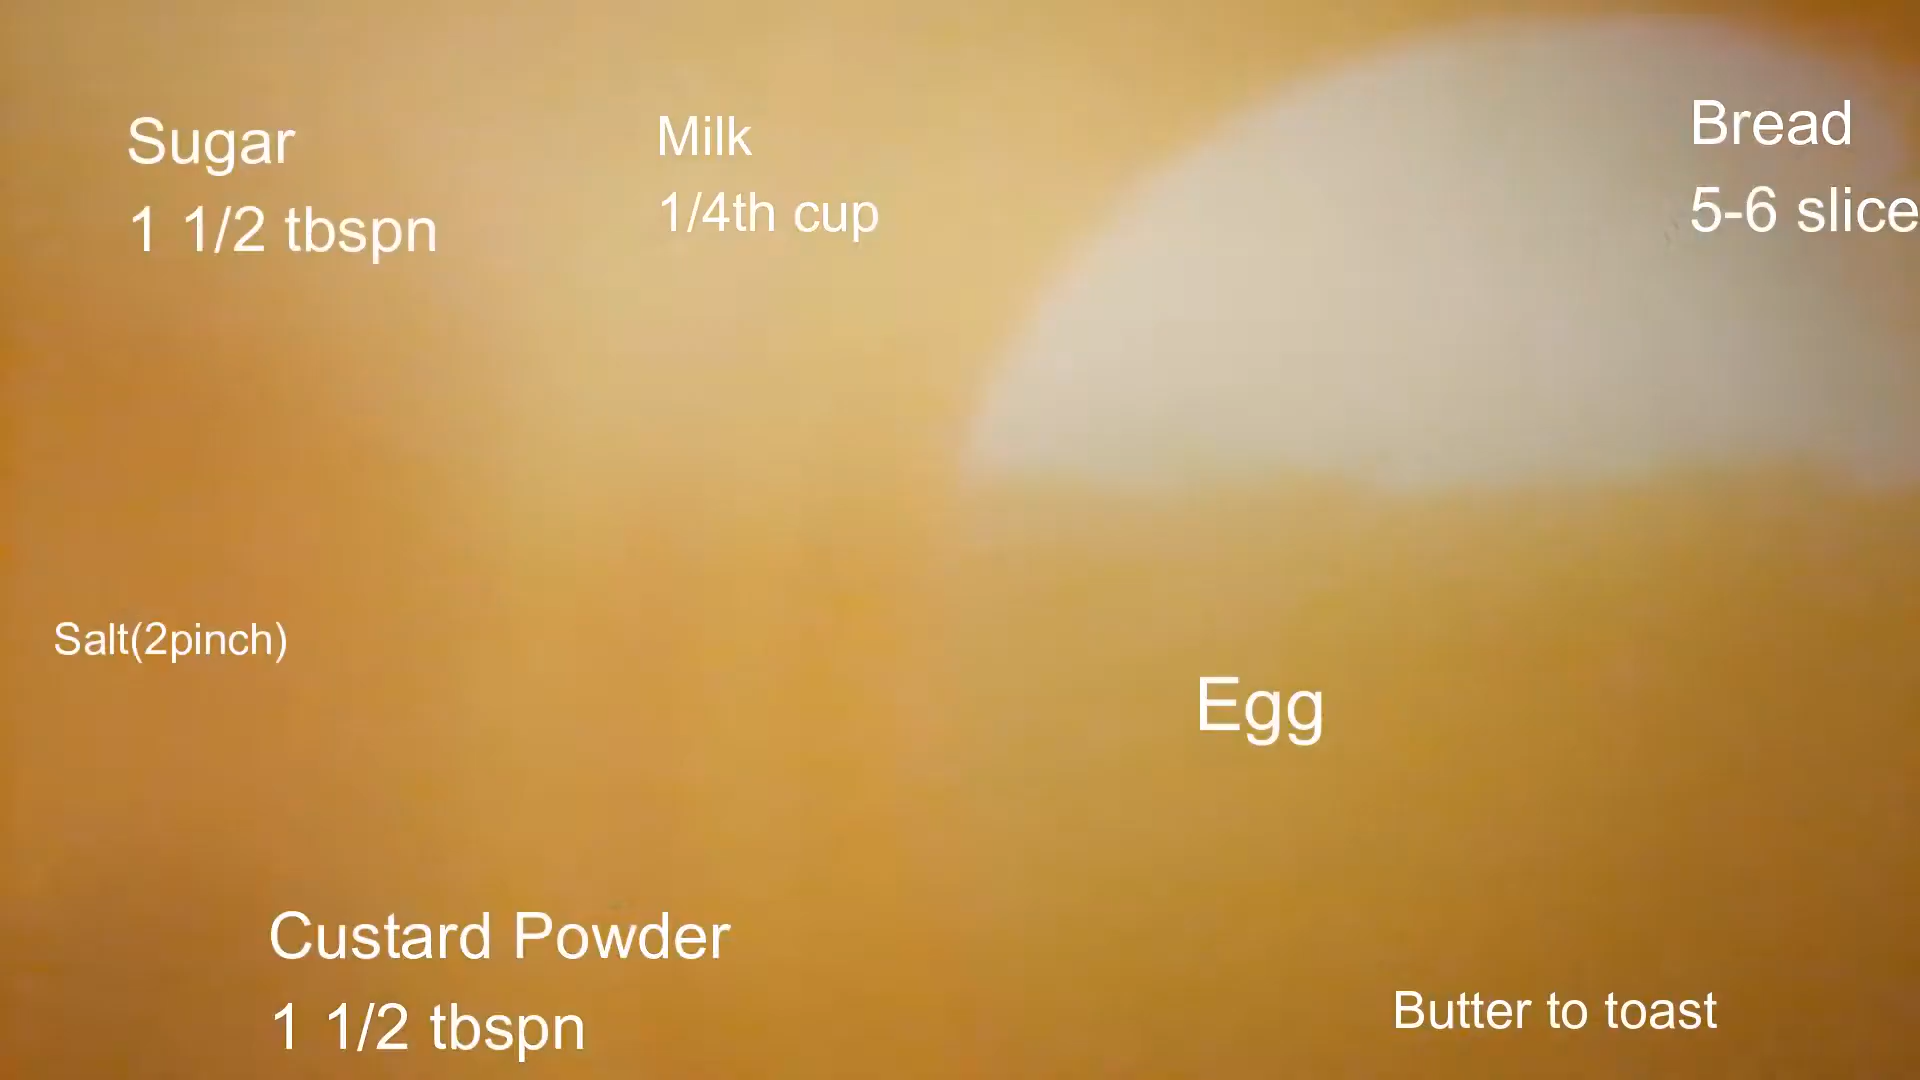 Sugar
1 1/2 tbspn
Milk
1/4th cup
Bread
5-6 slice
Salt(2pinch)
Egg
Custard Powder
1 1/2 tbspn
Butter to toast